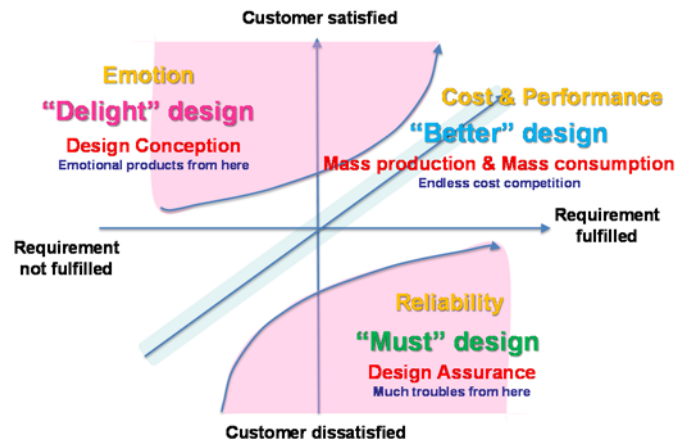 Customer satisfied
Emotion
“Delight” design
Design Conception
Emotional products from here
Cost & Performance
“Better” design
Mass production & Mass consumption
Endless cost competition
Requirement
fulfilled
Requirement
not fulfilled
Reliability
“Must” design
Design Assurance
Much troubles from here
Customer dissatisfied